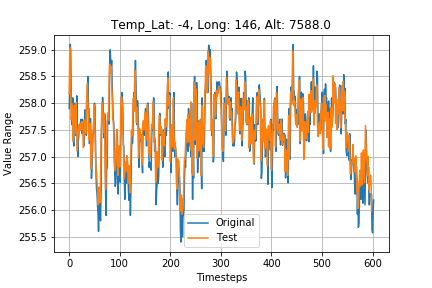 Temp_Lat: -4, Long: 146, Alt: 7588.0
Value Range
259.0
258.5
258.0
257.5
257.0
256.5
256.0
255.5
Original
Test
0 100 200 300 400 500 600
Timesteps